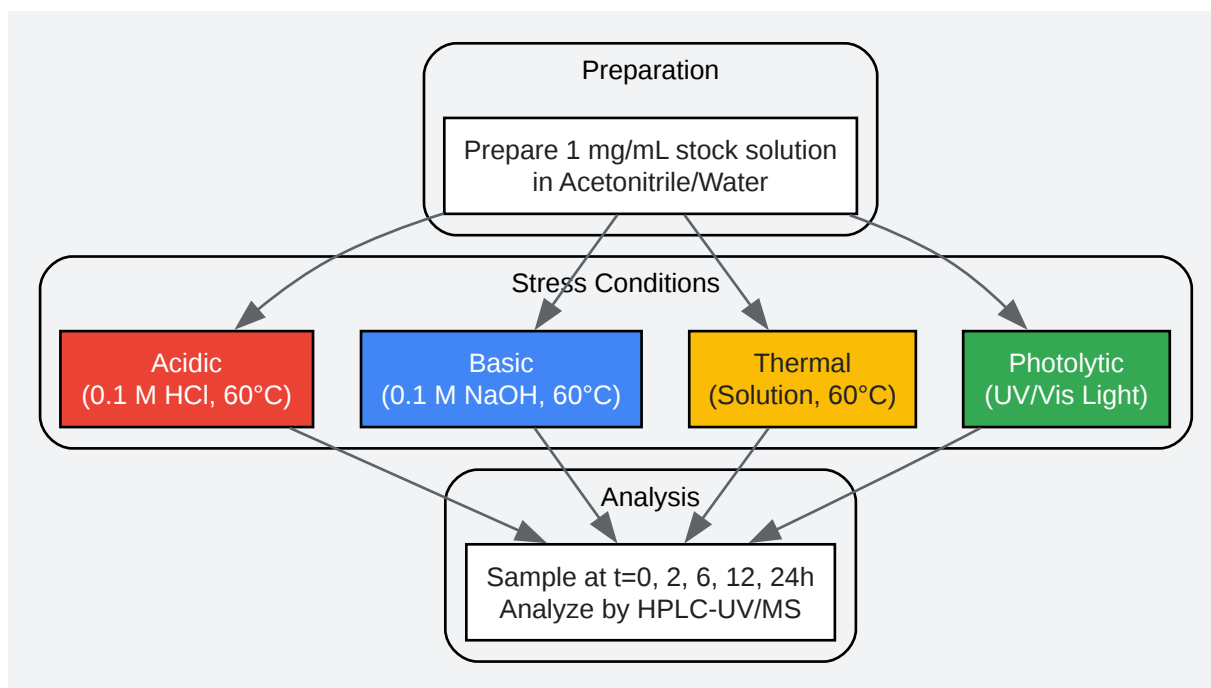 Preparation
Prepare 1 mg/mL stock solution
in Acetonitrile/Water
Stress Conditions
Acidic
(0.1 M HCl, 60°C)
Basic
(0.1 M NaOH, 60°C)
Thermal
(Solution, 60°C)
Photolytic
(UV/Vis Light)
Analysis
Sample at t=0, 2, 6, 12, 24h
Analyze by HPLC-UV/MS